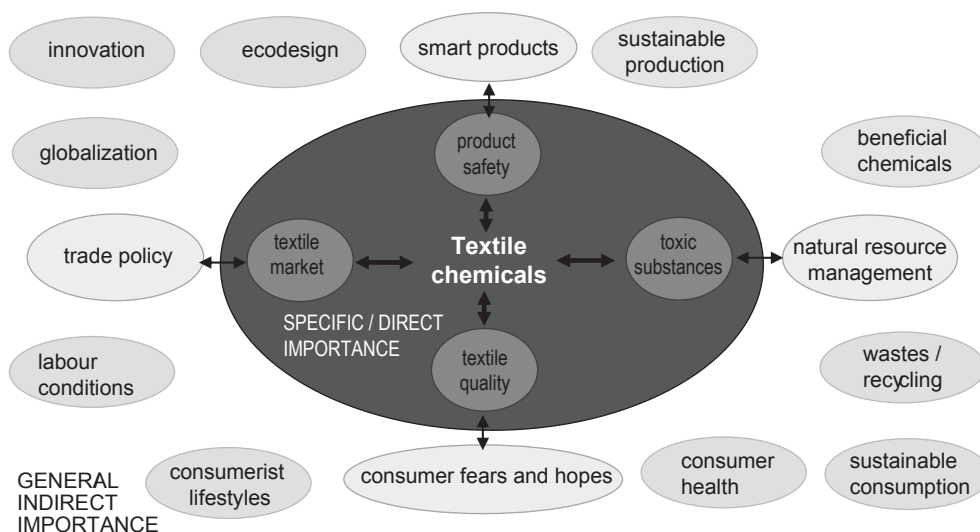 innovation
ecodesign
smart products
sustainable
production
globalization
product
safety
beneficial
chemicals
trade policy
textile
market
Textile
chemicals
toxic
substances
natural resource
management
SPECIFIC / DIRECT
IMPORTANCE
labour
conditions
textile
quality
wastes /
recycling
GENERAL
INDIRECT
IMPORTANCE
consumerist
lifestyles
consumer fears and hopes
consumer
health
sustainable
consumption